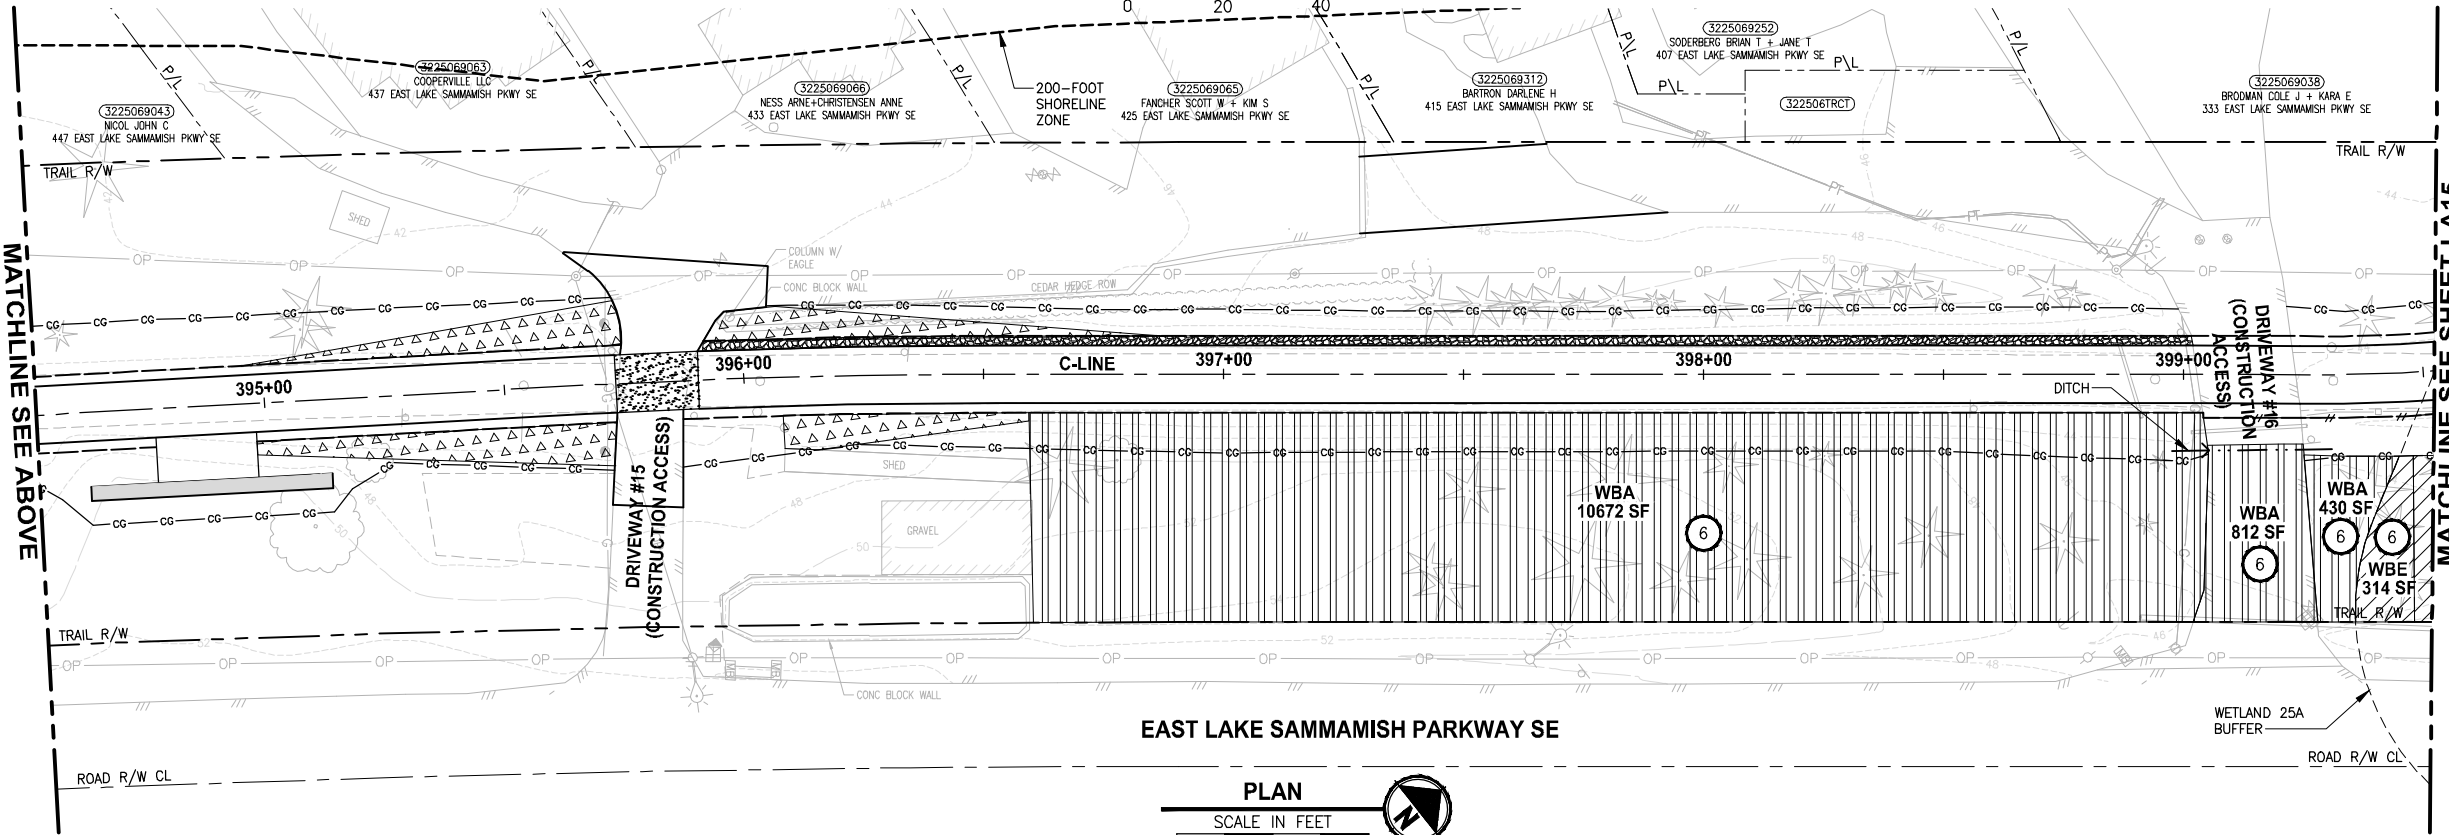 0 20 40
3225069043
NICOL JOHN C
447 EAST LAKE SAMMAMISH PKWY SE
P/L
3225069063
COOPERVILLE LLC
437 EAST LAKE SAMMAMISH PKWY SE
P/L
3225069066
NESS ARNE+CHRISTENSEN ANNE
433 EAST LAKE SAMMAMISH PKWY SE
P/L
200-FOOT
SHORELINE
ZONE
3225069065
FANCHER SCOTT W + KIM S
425 EAST LAKE SAMMAMISH PKWY SE
P/L
3225069312
BARTRON DARLENE H
415 EAST LAKE SAMMAMISH PKWY SE
P\L
3225069252
SODERBERG BRIAN T + JANE T
407 EAST LAKE SAMMAMISH PKWY SE
P\L
P\L
322506TRCT
P/L
3225069038
BRODMAN COLE J + KARA E
333 EAST LAKE SAMMAMISH PKWY SE
TRAIL R/W
TRAIL R/W
SHED
COLUMN W/
EAGLE
CONC BLOCK WALL
CEDAR HEDGE ROW
MATCHLINE SEE ABOVE
MATCHLINE SEE SHEET A15
395+00
396+00
C-LINE
397+00
398+00
399+00
DITCH
DRIVEWAY #15
(CONSTRUCTION ACCESS)
DRIVEWAY #16
(CONSTRUCTION
ACCESS)
SHED
GRAVEL
WBA
10672 SF
6
WBA
812 SF
6
WBA
430 SF
6
6
WBE
314 SF
TRAIL R/W
TRAIL R/W
CONC BLOCK WALL
EAST LAKE SAMMAMISH PARKWAY SE
WETLAND 25A
BUFFER
ROAD R/W CL
ROAD R/W CL
PLAN
SCALE IN FEET
N